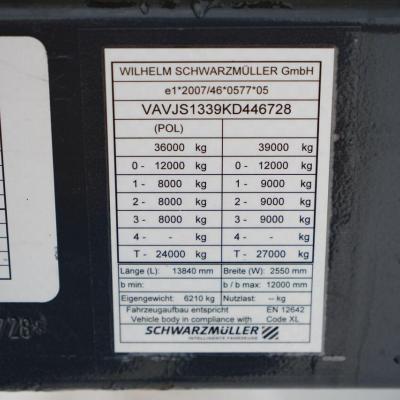 WILHELM SCHWARZMÜLLER GmbH
e1*2007/46*0577*05
VAVJS1339KD446728
(POL)
36000 kg 39000 kg
0 - 12000 kg 0 - 12000 kg
1 - 8000 kg 1 - 9000 kg
2 - 8000 kg 2 - 9000 kg
3 - 8000 kg 3 - 9000 kg
4 - - kg 4 - - kg
T - 24000 kg T - 27000 kg
Länge (L): 13840 mm Breite (W): 2550 mm
b min: b / b max: 12000 mm
Eigengewicht: 6210 kg Nutzlast: -- kg
Fahrzeugaufbau entspricht EN 12642
Vehicle body in compliance with Code XL
SCHWARZMÜLLER
INTELLIGENTE FAHRZEUGE